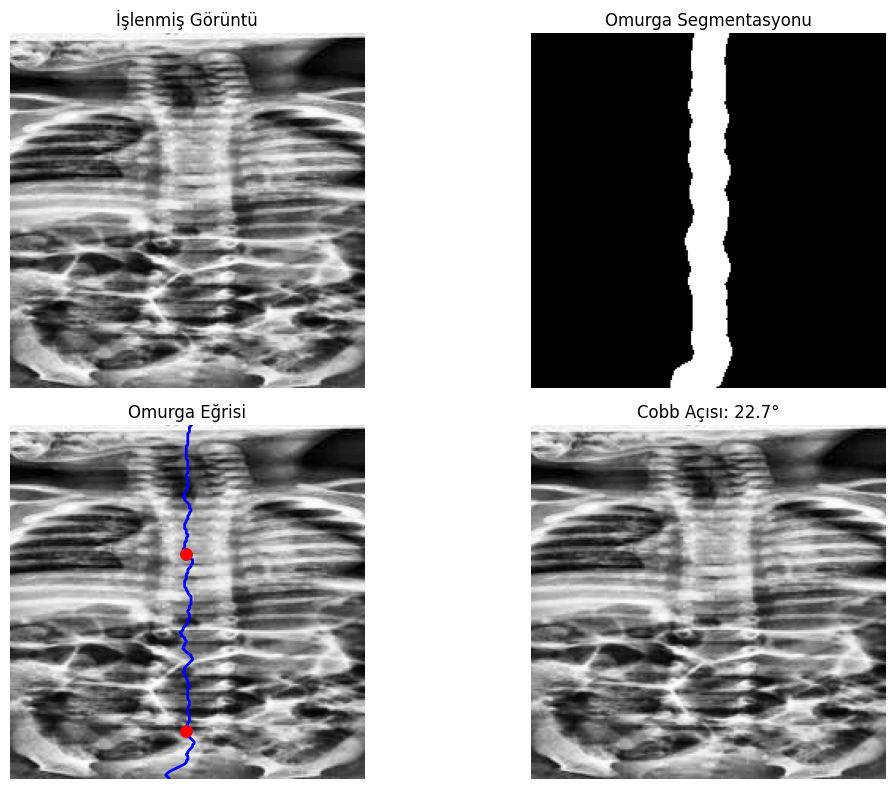 İşlenmiş Görüntü
Omurga Segmentasyonu
Omurga Eğrisi
Cobb Açısı: 22.7°